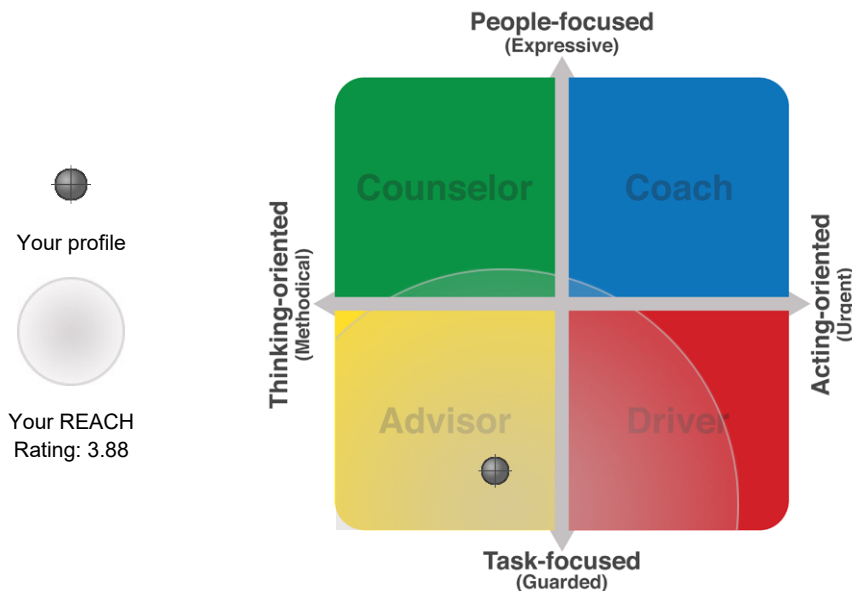 People-focused
(Expressive)
Counselor
Coach
Your profile
Thinking-oriented
(Methodical)
Acting-oriented
(Urgent)
Your REACH
Rating: 3.88
Advisor
Driver
Task-focused
(Guarded)